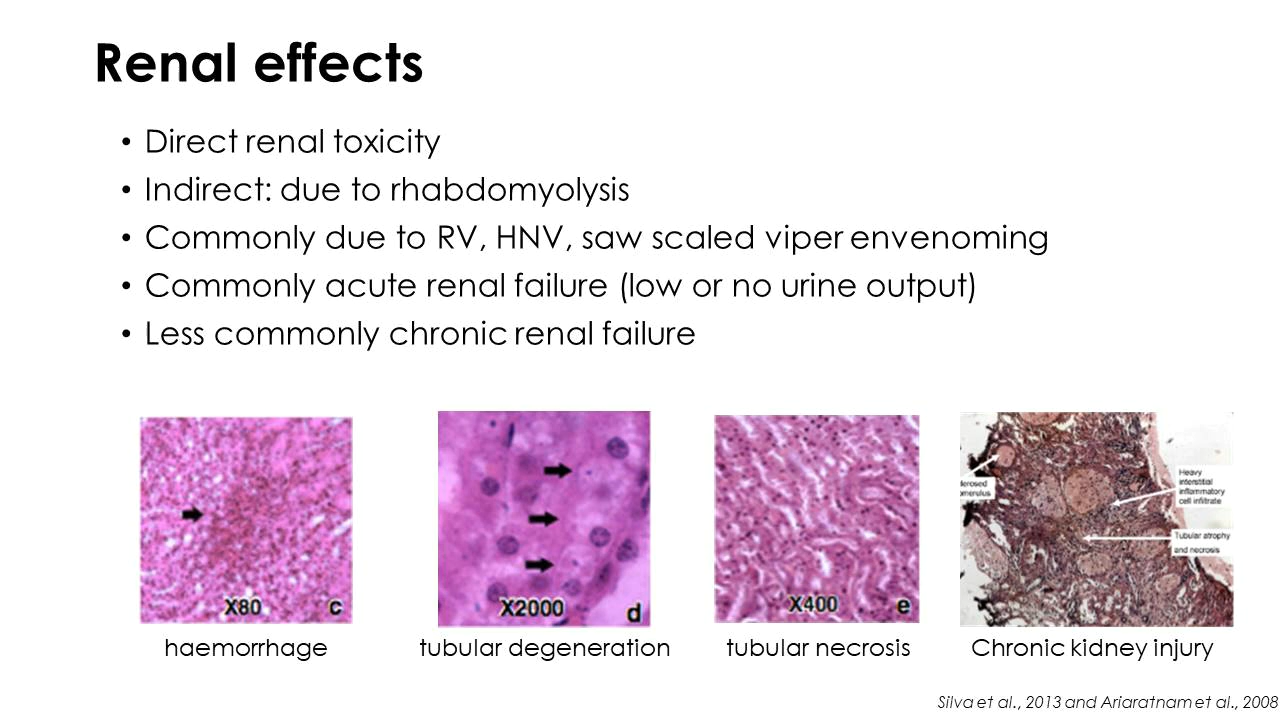 Renal effects
• Direct renal toxicity
• Indirect: due to rhabdomyolysis
• Commonly due to RV, HNV, saw scaled viper envenoming
• Commonly acute renal failure (low or no urine output)
• Less commonly chronic renal failure
X80 c
X2000 d
X400 e
derosed
omerulus
Heavy
interstitial
inflammatory
cell infiltrate
Tubular atrophy
and necrosis
haemorrhage
tubular degeneration
tubular necrosis
Chronic kidney injury
Silva et al., 2013 and Ariaratnam et al., 2008